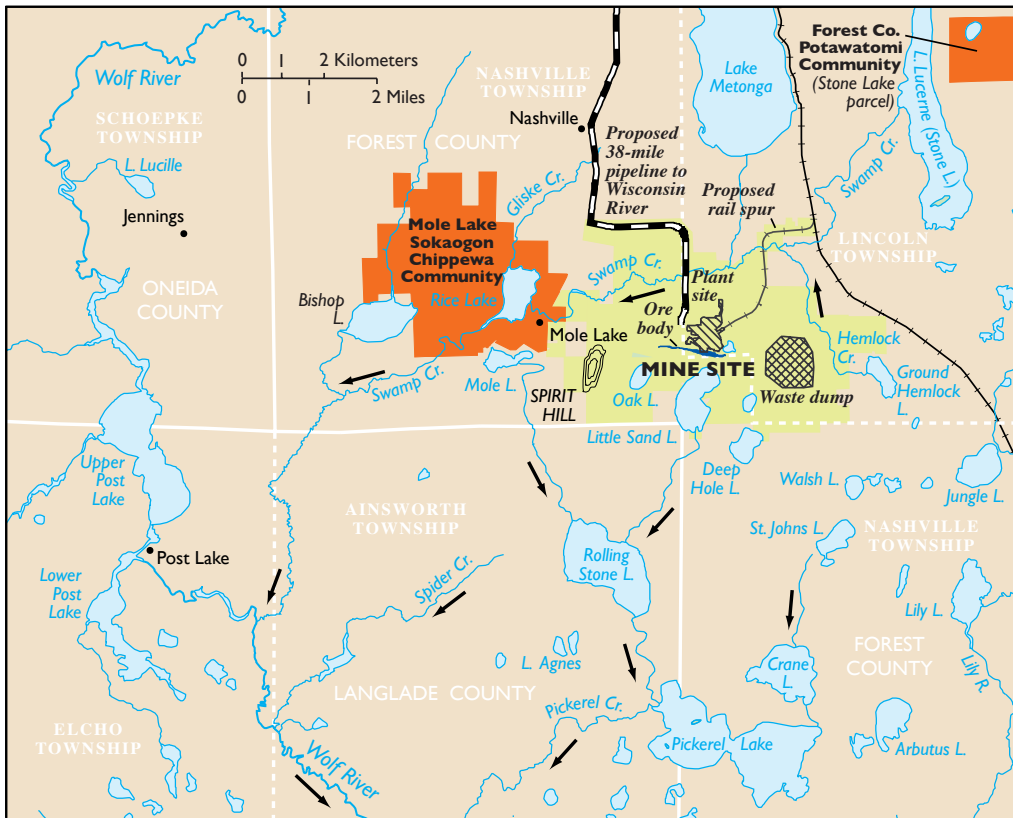 Wolf River
0 1 2 Kilometers
0 1 2 Miles
NASHVILLE
TOWNSHIP
Lake
Metonga
Forest Co.
Potawatomi
Community
(Stone Lake
parcel)
L. Lucerne (Stone L.)
SCHOEPKE
TOWNSHIP
L. Lucille
Jennings
FOREST COUNTY
Nashville
Proposed
38-mile
pipeline to
Wisconsin
River
Gliske Cr.
Proposed
rail spur
Swamp Cr.
LINCOLN
TOWNSHIP
Mole Lake
Sokaogon
Chippewa
Community
Rice Lake
ONEIDA
COUNTY
Bishop
L.
Swamp Cr.
Plant
site
Ore
body
Mole Lake
MINE SITE
Hemlock
Cr.
Ground
Hemlock
L.
Swamp Cr.
Mole L.
SPIRIT
HILL
Oak L.
Waste dump
Little Sand L.
Upper
Post
Lake
Deep
Hole L.
Walsh L.
Jungle L.
AINSWORTH
TOWNSHIP
St. Johns L.
NASHVILLE
TOWNSHIP
Post Lake
Lower
Post
Lake
Spider Cr.
Rolling
Stone L.
Lily L.
L. Agnes
Crane
L.
FOREST
COUNTY
Lily R.
LANGLADE COUNTY
Pickerel Cr.
ELCHO
TOWNSHIP
Wolf River
Pickerel Lake
Arbutus L.